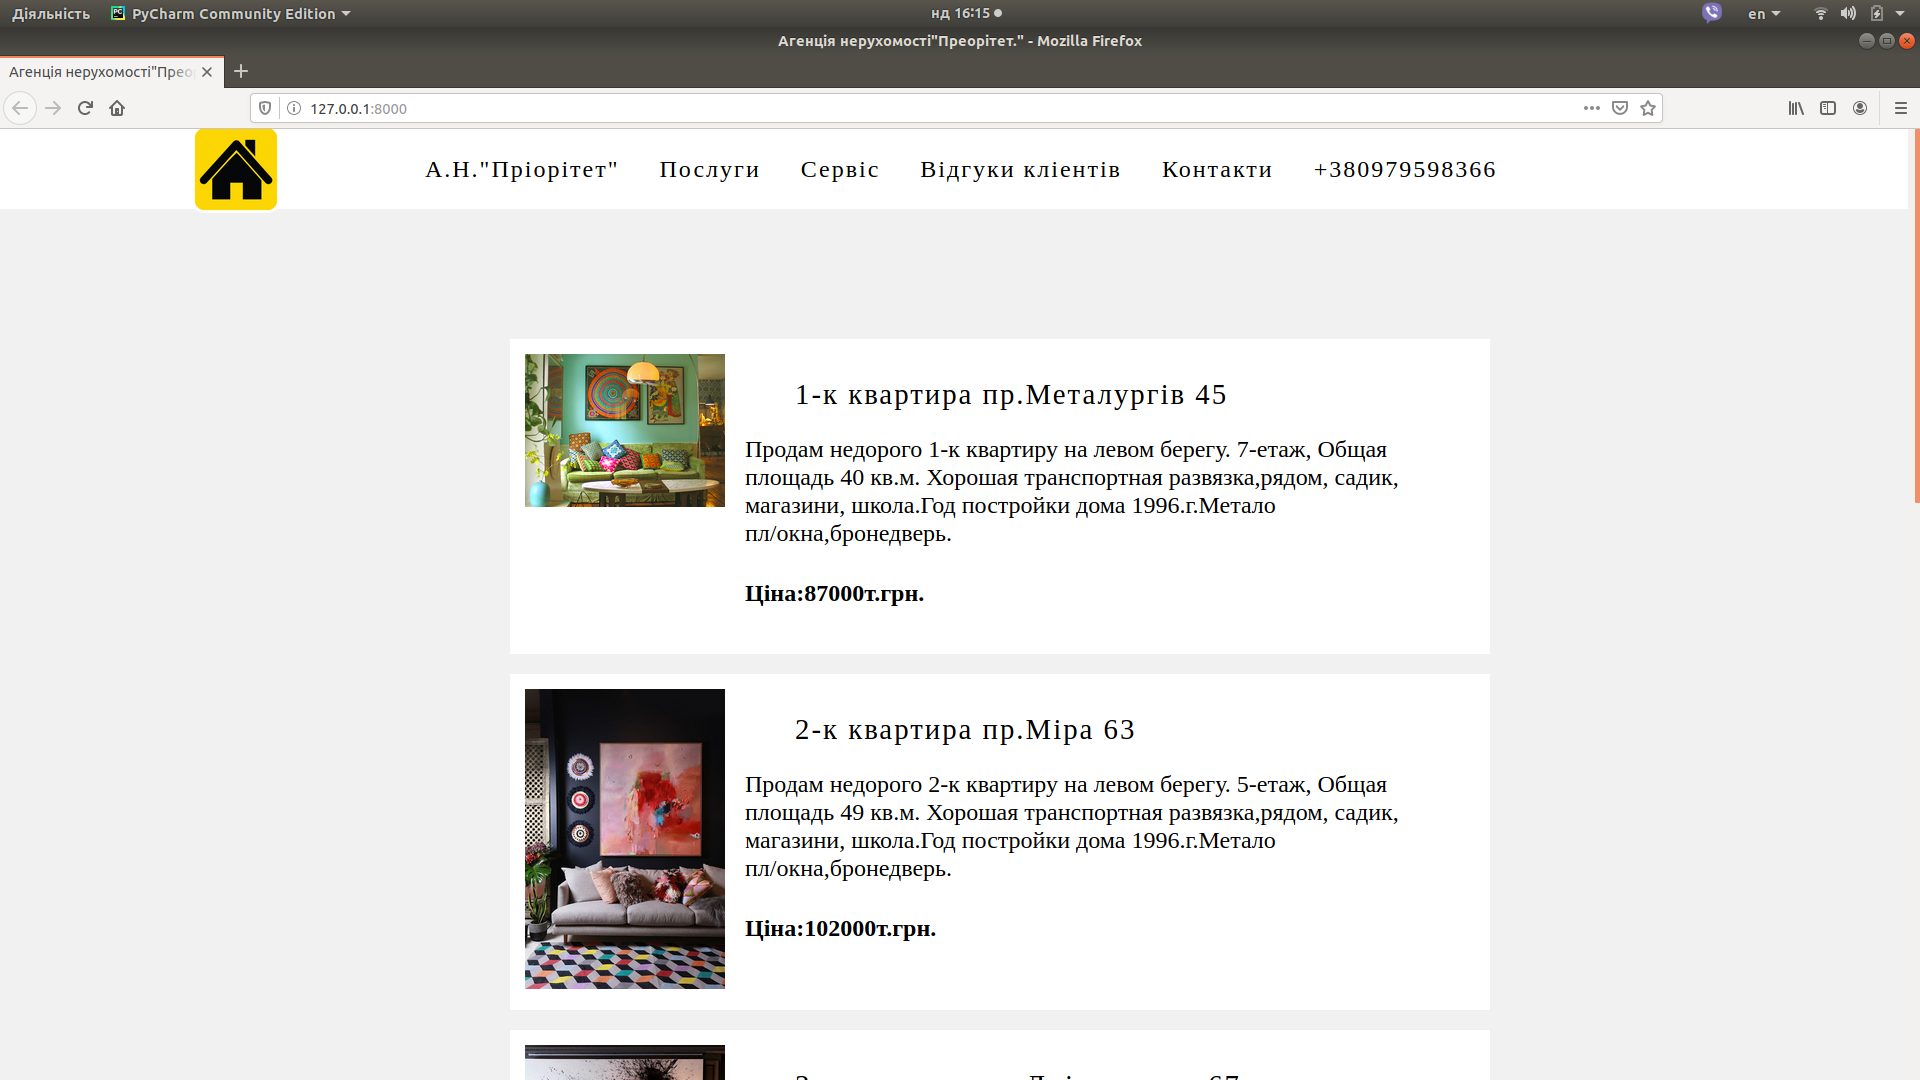 Діяльність PyCharm Community Edition нд 16:15 en
Агенція нерухомості"Преорітет." - Mozilla Firefox
Агенція нерухомості"Преор
127.0.0.1:8000
А.Н."Пріорітет" Послуги Сервіс Відгуки кліентів Контакти +380979598366
1-к квартира пр.Металургів 45
Продам недорого 1-к квартиру на левом берегу. 7-етаж, Общая
площадь 40 кв.м. Хорошая транспортная развязка,рядом, садик,
магазини, школа.Год постройки дома 1996.г.Метало
пл/окна,бронедверь.
Ціна:87000т.грн.
2-к квартира пр.Міра 63
Продам недорого 2-к квартиру на левом берегу. 5-етаж, Общая
площадь 49 кв.м. Хорошая транспортная развязка,рядом, садик,
магазини, школа.Год постройки дома 1996.г.Метало
пл/окна,бронедверь.
Ціна:102000т.грн.